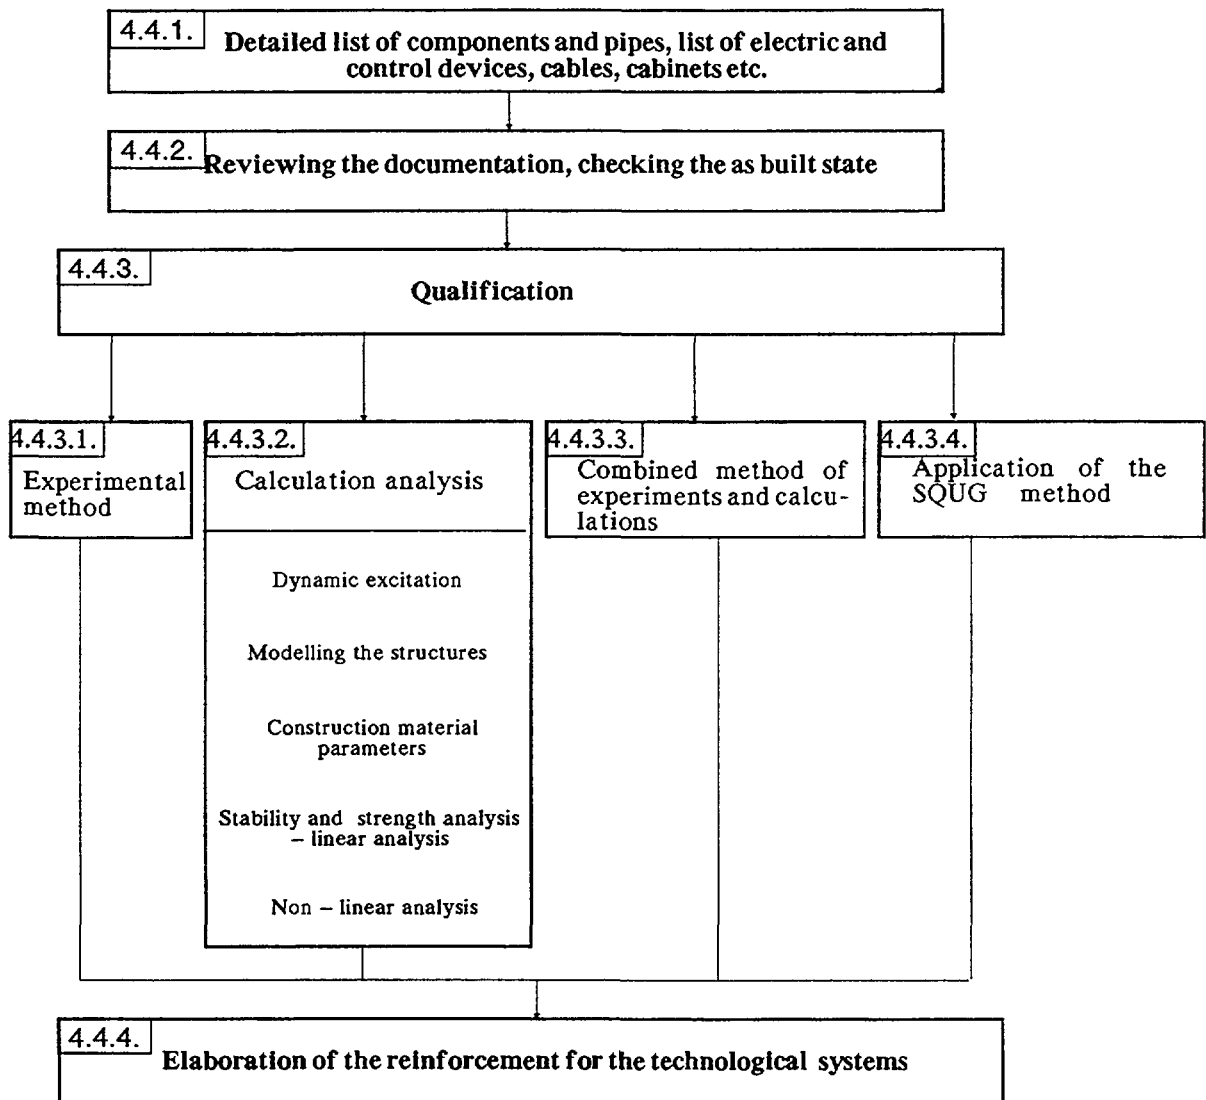 4.4.1.
Detailed list of components and pipes, list of electric and
control devices, cables, cabinets etc.
4.4.2.
Reviewing the documentation, checking the as built state
4.4.3.
Qualification
4.4.3.1.
Experimental
method
4.4.3.2.
Calculation analysis
Dynamic excitation
Modelling the structures
Construction material
parameters
Stability and strength analysis
– linear analysis
Non – linear analysis
4.4.3.3.
Combined method of
experiments and calcu-
lations
4.4.3.4.
Application of the
SQUG method
4.4.4.
Elaboration of the reinforcement for the technological systems